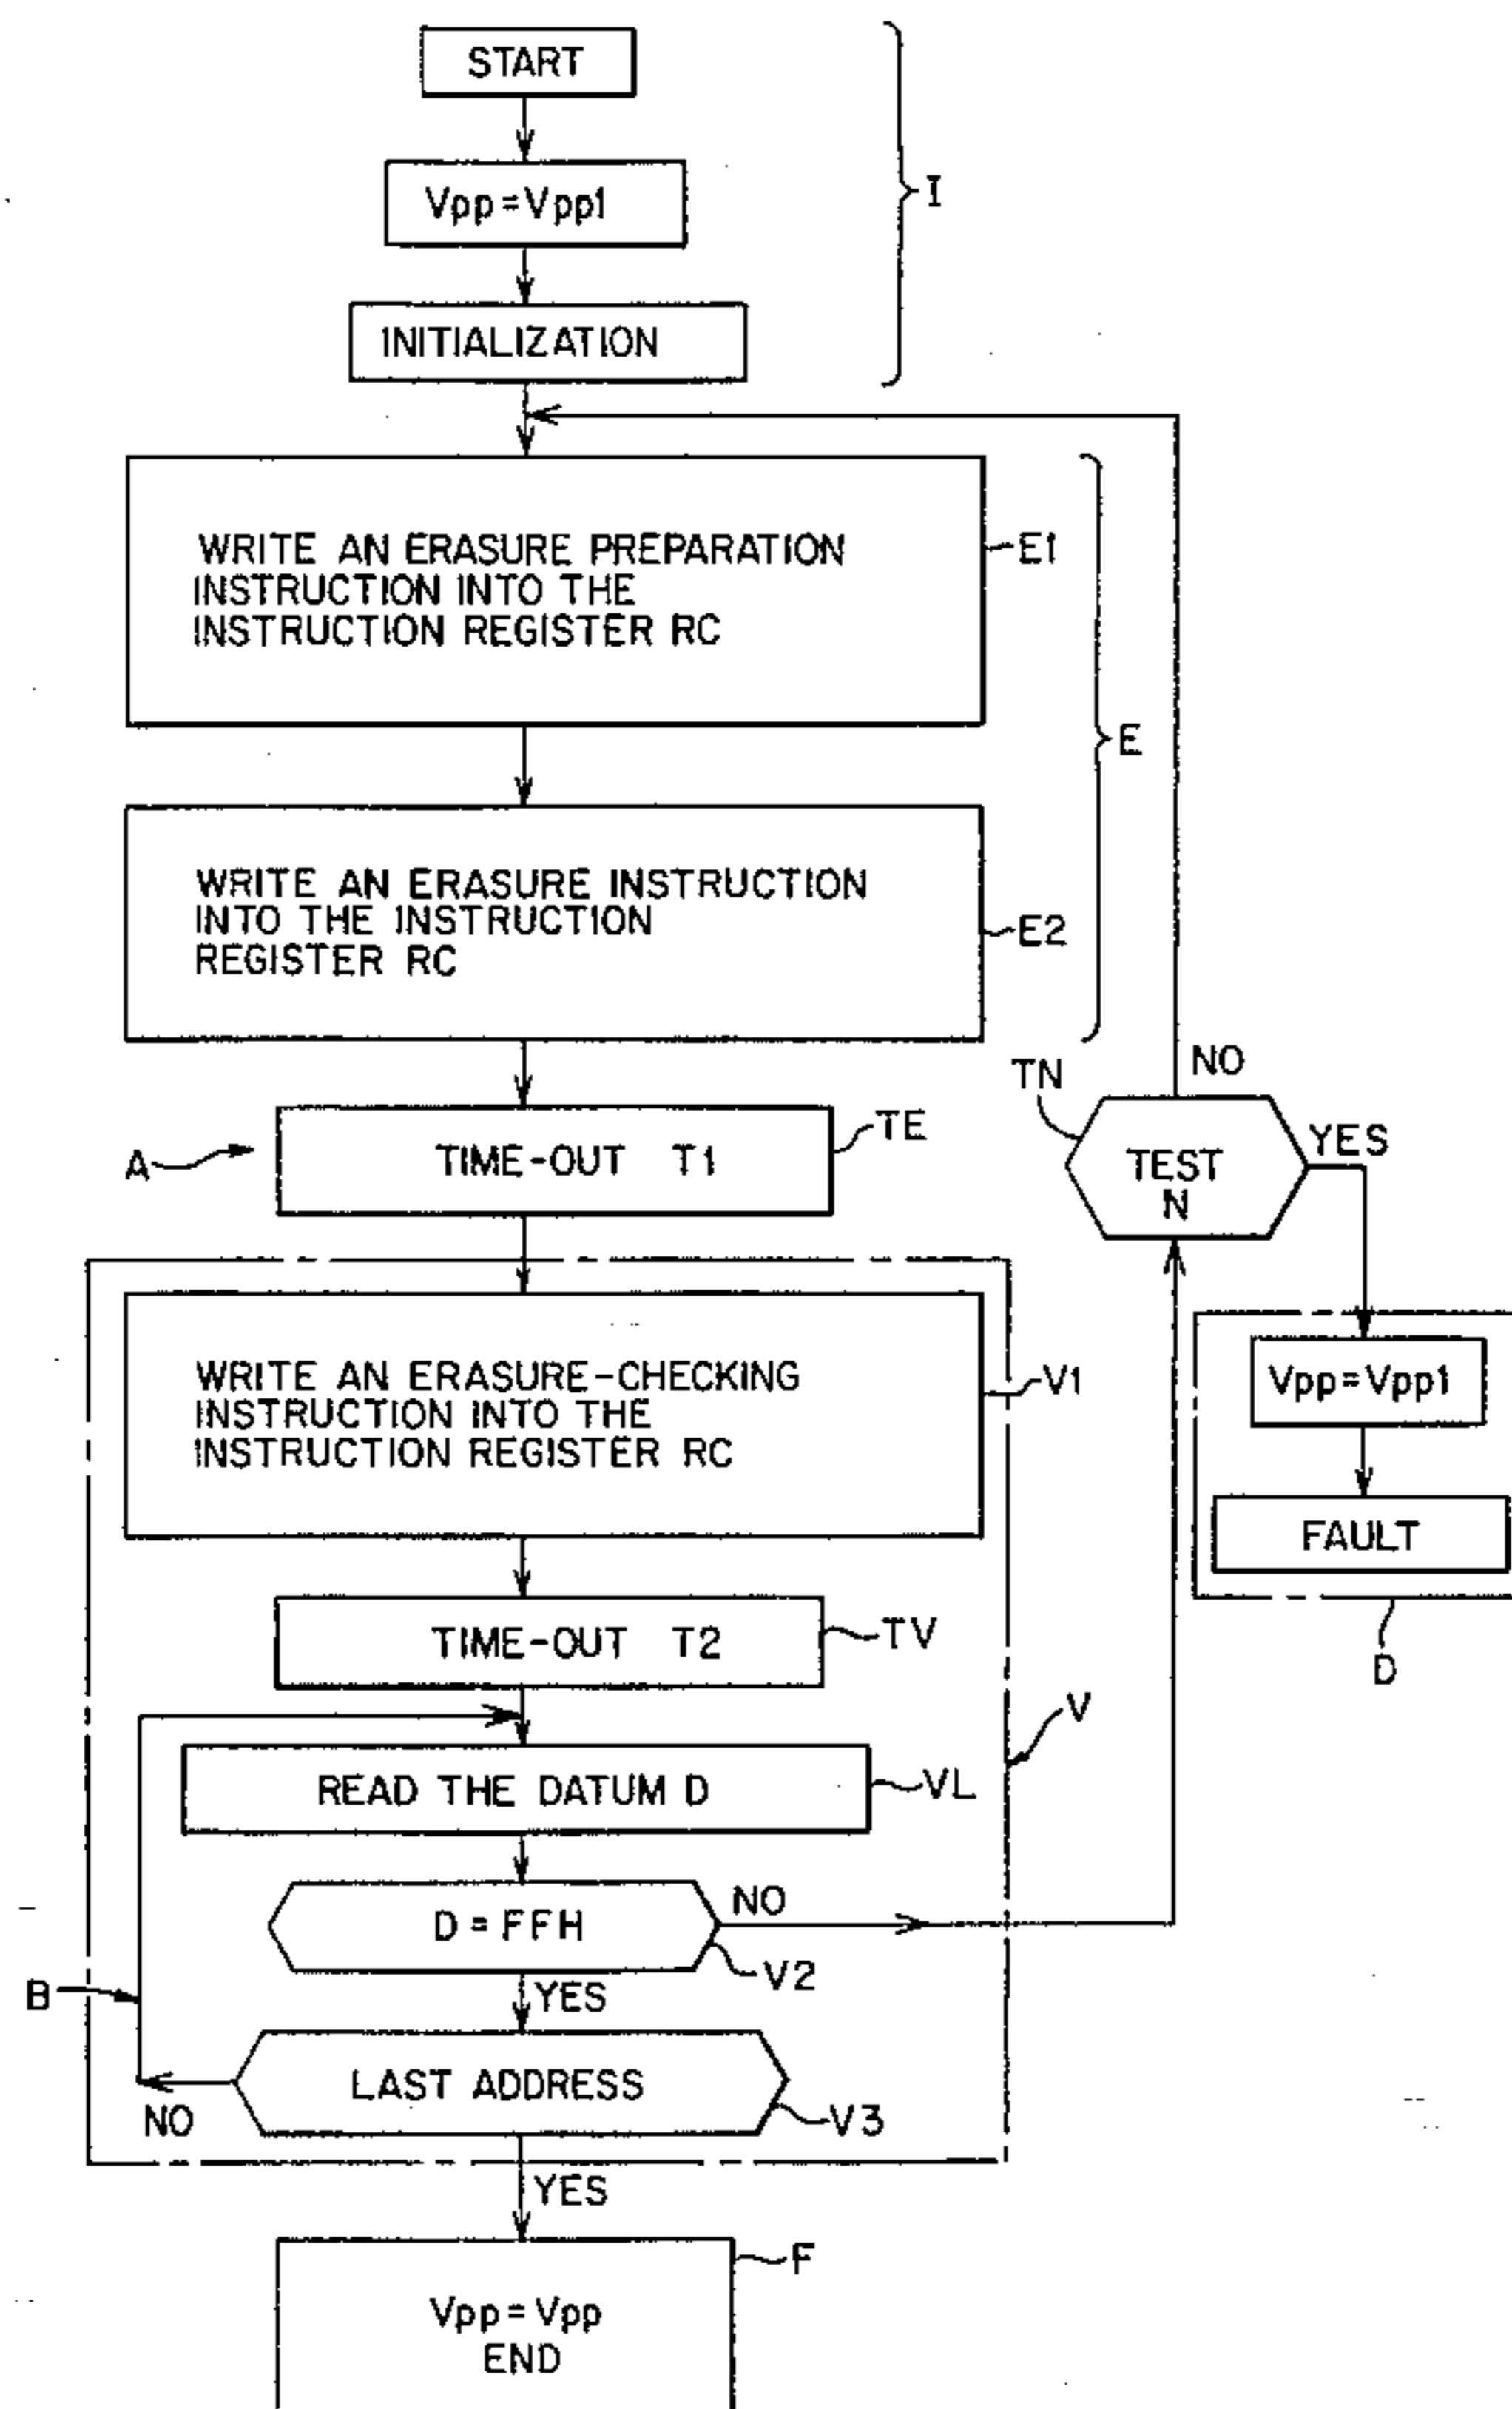 START
Vpp=Vpp1
I
INITIALIZATION
WRITE AN ERASURE PREPARATION
INSTRUCTION INTO THE
INSTRUCTION REGISTER RC
E1
E
WRITE AN ERASURE INSTRUCTION
INTO THE INSTRUCTION
REGISTER RC
E2
NO
TN
TEST
N
YES
A
TIME-OUT T1
TE
WRITE AN ERASURE-CHECKING
INSTRUCTION INTO THE
INSTRUCTION REGISTER RC
V1
Vpp=Vpp1
FAULT
D
TIME-OUT T2
TV
V
READ THE DATUM D
VL
D=FFH
NO
V2
YES
B
LAST ADDRESS
NO
V3
YES
F
Vpp=Vpp
END